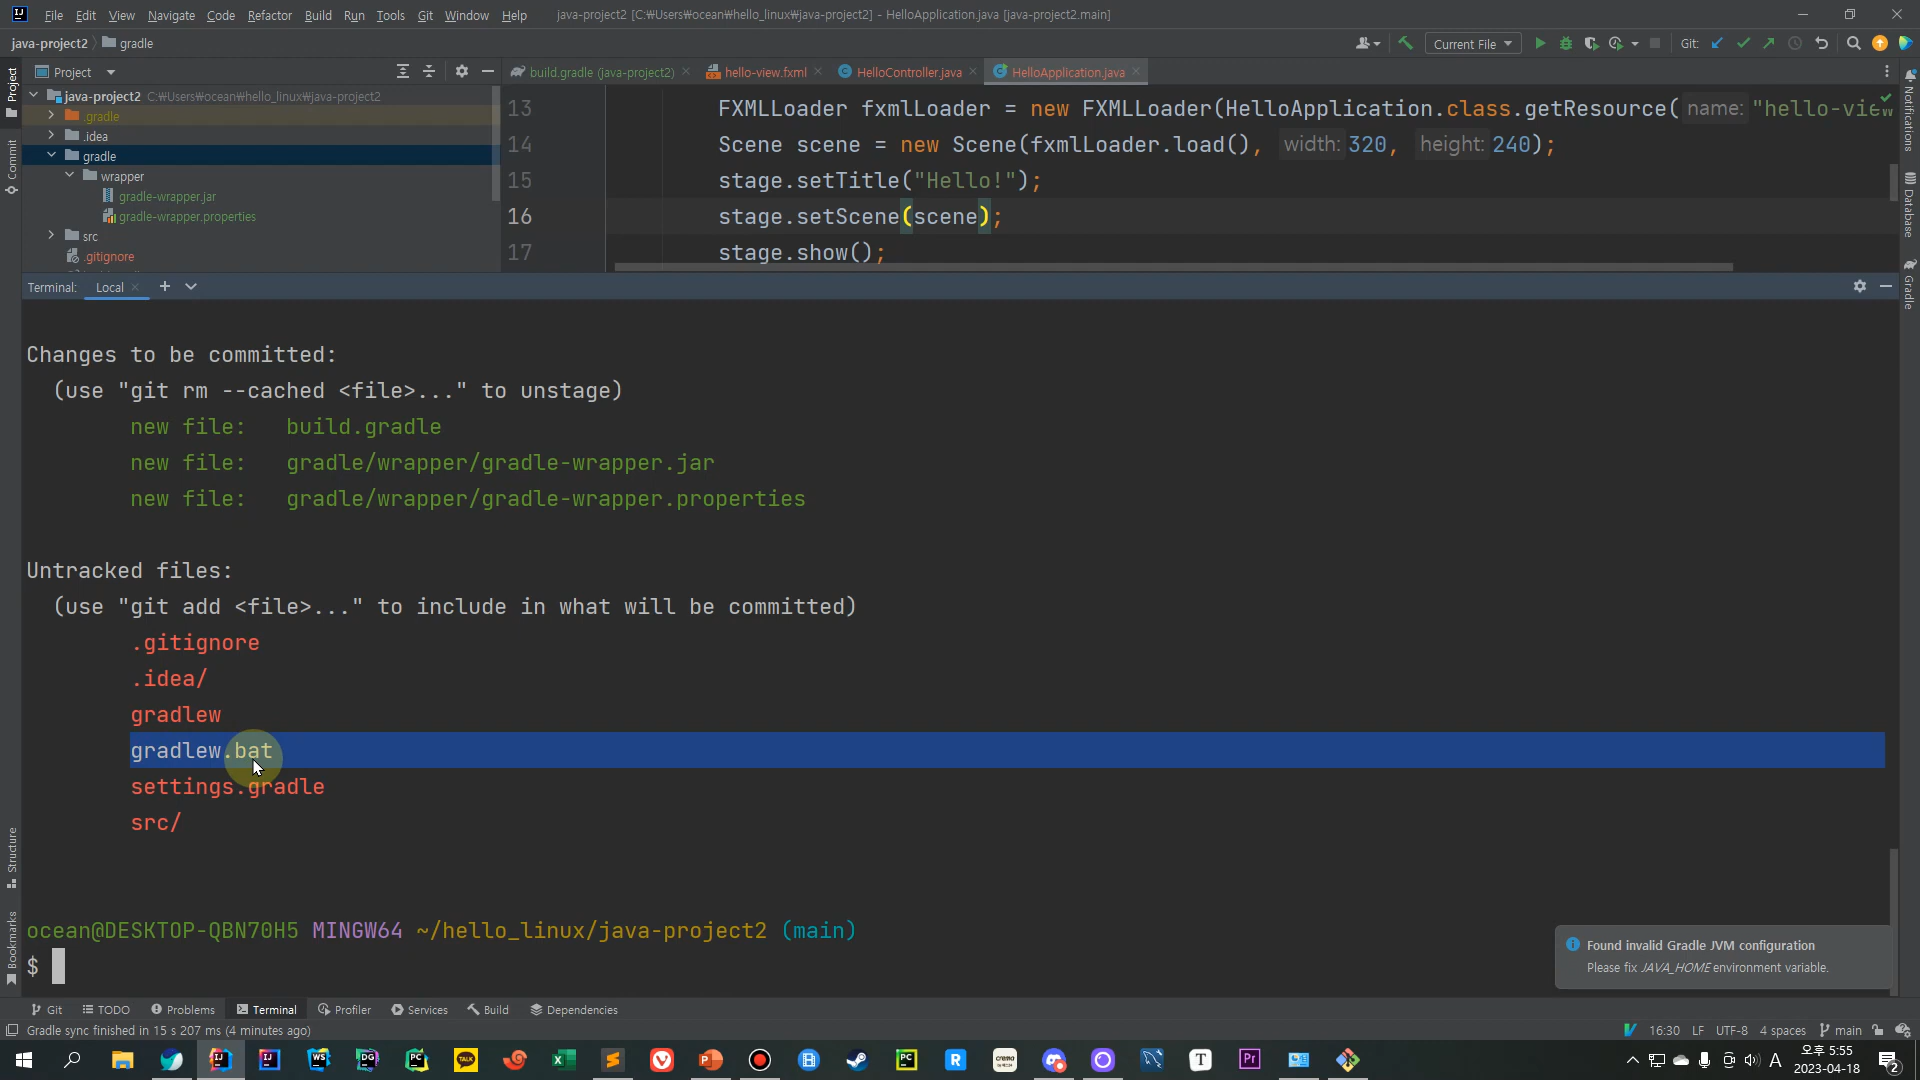 File Edit View Navigate Code Refactor Build Run Tools Git Window Help java-project2 [C:￦Users￦ocean￦hello_linux￦java-project2] - HelloApplication.java [java-project2.main]
java-project2 gradle Current File Git:
Project build.gradle (java-project2) hello-view.fxml HelloController.java HelloApplication.java
java-project2 C:￦Users￦ocean￦hello_linux￦java-project2
.gradle
.idea
gradle
wrapper
gradle-wrapper.jar
gradle-wrapper.properties
src
.gitignore
13 FXMLLoader fxmlLoader = new FXMLLoader(HelloApplication.class.getResource( name: "hello-view
14 Scene scene = new Scene(fxmlLoader.load(), width: 320, height: 240);
15 stage.setTitle("Hello!");
16 stage.setScene(scene);
17 stage.show();
Project
Commit
Structure
Bookmarks
Notifications
Database
Gradle
Terminal: Local
Changes to be committed:
(use "git rm --cached <file>..." to unstage)
new file: build.gradle
new file: gradle/wrapper/gradle-wrapper.jar
new file: gradle/wrapper/gradle-wrapper.properties
Untracked files:
(use "git add <file>..." to include in what will be committed)
.gitignore
.idea/
gradlew
gradlew.bat
settings.gradle
src/
ocean@DESKTOP-QBN70H5 MINGW64 ~/hello_linux/java-project2 (main)
$
Found invalid Gradle JVM configuration
Please fix JAVA_HOME environment variable.
Git TODO Problems Terminal Profiler Services Build Dependencies
Gradle sync finished in 15 s 207 ms (4 minutes ago) 16:30 LF UTF-8 4 spaces main
A 오후 5:55
2023-04-18 2